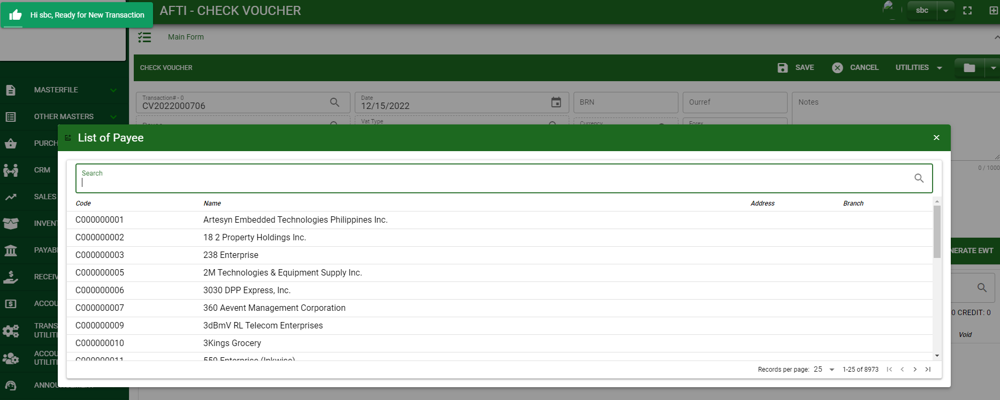 Hi sbc, Ready for New Transaction
AFTI - CHECK VOUCHER
sbc
Main Form
CHECK VOUCHER
SAVE
CANCEL
UTILITIES
MASTERFILE
OTHER MASTERS
PURCH
CRM
SALES
INVENT
PAYAB
RECEIV
ACCOU
TRANS
UTILITI
ACCOU
UTILITI
Transaction# - 0
CV2022000706
Date
12/15/2022
BRN
Ourref
Notes
Vat Type
Currency
Forex
0 / 1000
List of Payee
Search
Code Name Address Branch
C000000001 Artesyn Embedded Technologies Philippines Inc.
C000000002 18 2 Property Holdings Inc.
C000000003 238 Enterprise
C000000005 2M Technologies & Equipment Supply Inc.
C000000006 3030 DPP Express, Inc.
C000000007 360 Aevent Management Corporation
C000000009 3dBmV RL Telecom Enterprises
C000000010 3Kings Grocery
C000000011 559 Enterprise (Inkwise)
Records per page: 25 1-25 of 8973
NERATE EWT
0 CREDIT: 0
Void
ANNOUNCEMENT